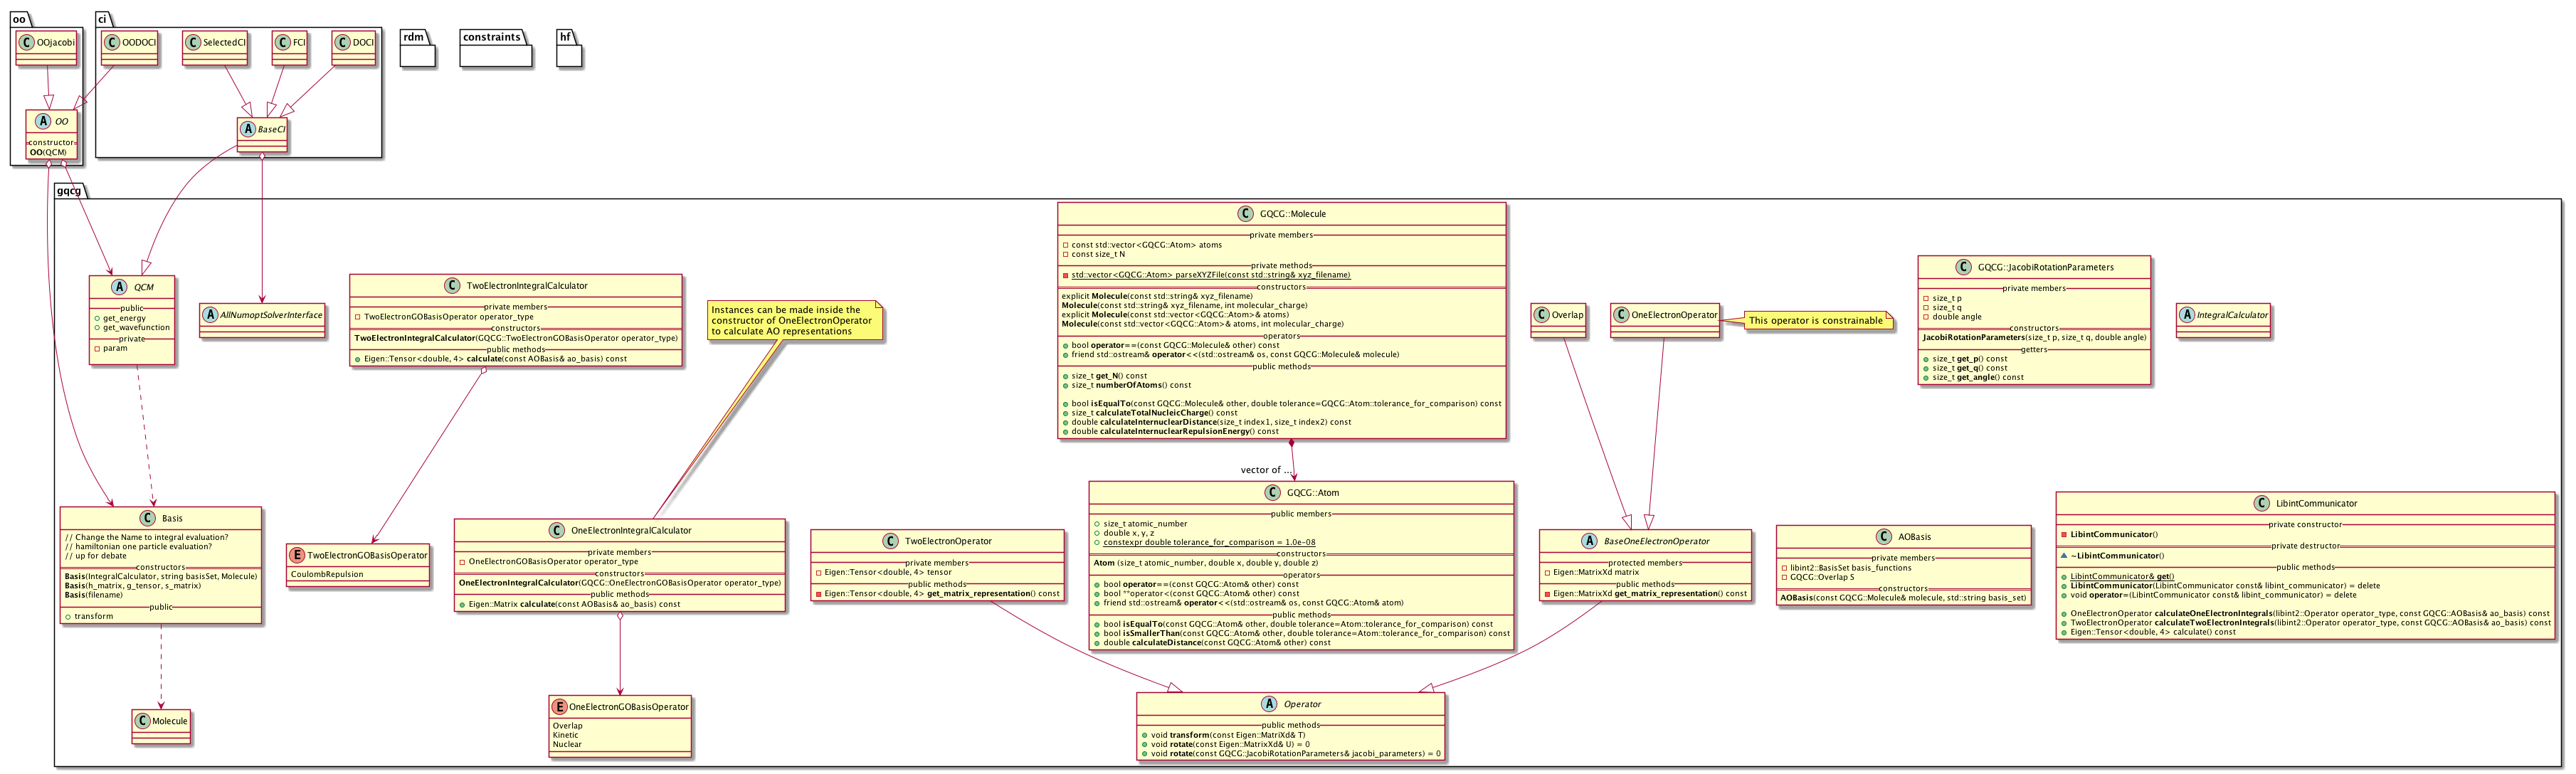 oo
ci
rdm
constraints
hf
C OOjacobi
C OODOCI
C SelectedCI
C FCI
C DOCI
A OO
constructor
OO(QCM)
A BaseCI
gqcg
A QCM
public
get_energy
get_wavefunction
private
param
A AllNumoptSolverInterface
C TwoElectronIntegralCalculator
private members
TwoElectronGOBasisOperator operator_type
constructors
TwoElectronIntegralCalculator(GQCG::TwoElectronGOBasisOperator operator_type)
public methods
Eigen::Tensor<double, 4> calculate(const AOBasis& ao_basis) const
Instances can be made inside the
constructor of OneElectronOperator
to calculate AO representations
C GQCG::Molecule
private members
const std::vector<GQCG::Atom> atoms
const size_t N
private methods
std::vector<GQCG::Atom> parseXYZFile(const std::string& xyz_filename)
constructors
explicit Molecule(const std::string& xyz_filename)
Molecule(const std::string& xyz_filename, int molecular_charge)
explicit Molecule(const std::vector<GQCG::Atom>& atoms)
Molecule(const std::vector<GQCG::Atom>& atoms, int molecular_charge)
operators
bool operator==(const GQCG::Molecule& other) const
friend std::ostream& operator<<(std::ostream& os, const GQCG::Molecule& molecule)
public methods
size_t get_N() const
size_t numberOfAtoms() const
bool isEqualTo(const GQCG::Molecule& other, double tolerance=GQCG::Atom::tolerance_for_comparison) const
size_t calculateTotalNucleicCharge() const
double calculateInternuclearDistance(size_t index1, size_t index2) const
double calculateInternuclearRepulsionEnergy() const
C Overlap
C OneElectronOperator
This operator is constrainable
C GQCG::JacobiRotationParameters
private members
size_t p
size_t q
double angle
constructors
JacobiRotationParameters(size_t p, size_t q, double angle)
getters
size_t get_p() const
size_t get_q() const
size_t get_angle() const
A IntegralCalculator
vector of ...
C Basis
// Change the Name to integral evaluation?
// hamiltonian one particle evaluation?
// up for debate
constructors
Basis(IntegralCalculator, string basisSet, Molecule)
Basis(h_matrix, g_tensor, s_matrix)
Basis(filename)
public
transform
E TwoElectronGOBasisOperator
CoulombRepulsion
C OneElectronIntegralCalculator
private members
OneElectronGOBasisOperator operator_type
constructors
OneElectronIntegralCalculator(GQCG::OneElectronGOBasisOperator operator_type)
public methods
Eigen::Matrix calculate(const AOBasis& ao_basis) const
C TwoElectronOperator
private members
Eigen::Tensor<double, 4> tensor
public methods
Eigen::Tensor<double, 4> get_matrix_representation() const
C GQCG::Atom
public members
size_t atomic_number
double x, y, z
constexpr double tolerance_for_comparison = 1.0e-08
constructors
Atom (size_t atomic_number, double x, double y, double z)
operators
bool operator==(const GQCG::Atom& other) const
bool ""operator<(const GQCG::Atom& other) const
friend std::ostream& operator<<(std::ostream& os, const GQCG::Atom& atom)
public methods
bool isEqualTo(const GQCG::Atom& other, double tolerance=Atom::tolerance_for_comparison) const
bool isSmallerThan(const GQCG::Atom& other, double tolerance=Atom::tolerance_for_comparison) const
double calculateDistance(const GQCG::Atom& other) const
A BaseOneElectronOperator
protected members
Eigen::MatrixXd matrix
public methods
Eigen::MatrixXd get_matrix_representation() const
C AOBasis
private members
libint2::BasisSet basis_functions
GQCG::Overlap S
constructors
AOBasis(const GQCG::Molecule& molecule, std::string basis_set)
C LibintCommunicator
private constructor
LibintCommunicator()
private destructor
~LibintCommunicator()
public methods
LibintCommunicator& get()
LibintCommunicator(LibintCommunicator const& libint_communicator) = delete
void operator=(LibintCommunicator const& libint_communicator) = delete
OneElectronOperator calculateOneElectronIntegrals(libint2::Operator operator_type, const GQCG::AOBasis& ao_basis) const
TwoElectronOperator calculateTwoElectronIntegrals(libint2::Operator operator_type, const GQCG::AOBasis& ao_basis) const
Eigen::Tensor<double, 4> calculate() const
C Molecule
E OneElectronGOBasisOperator
Overlap
Kinetic
Nuclear
A Operator
public methods
void transform(const Eigen::MatriXd& T)
void rotate(const Eigen::MatrixXd& U) = 0
void rotate(const GQCG::JacobiRotationParameters& jacobi_parameters) = 0